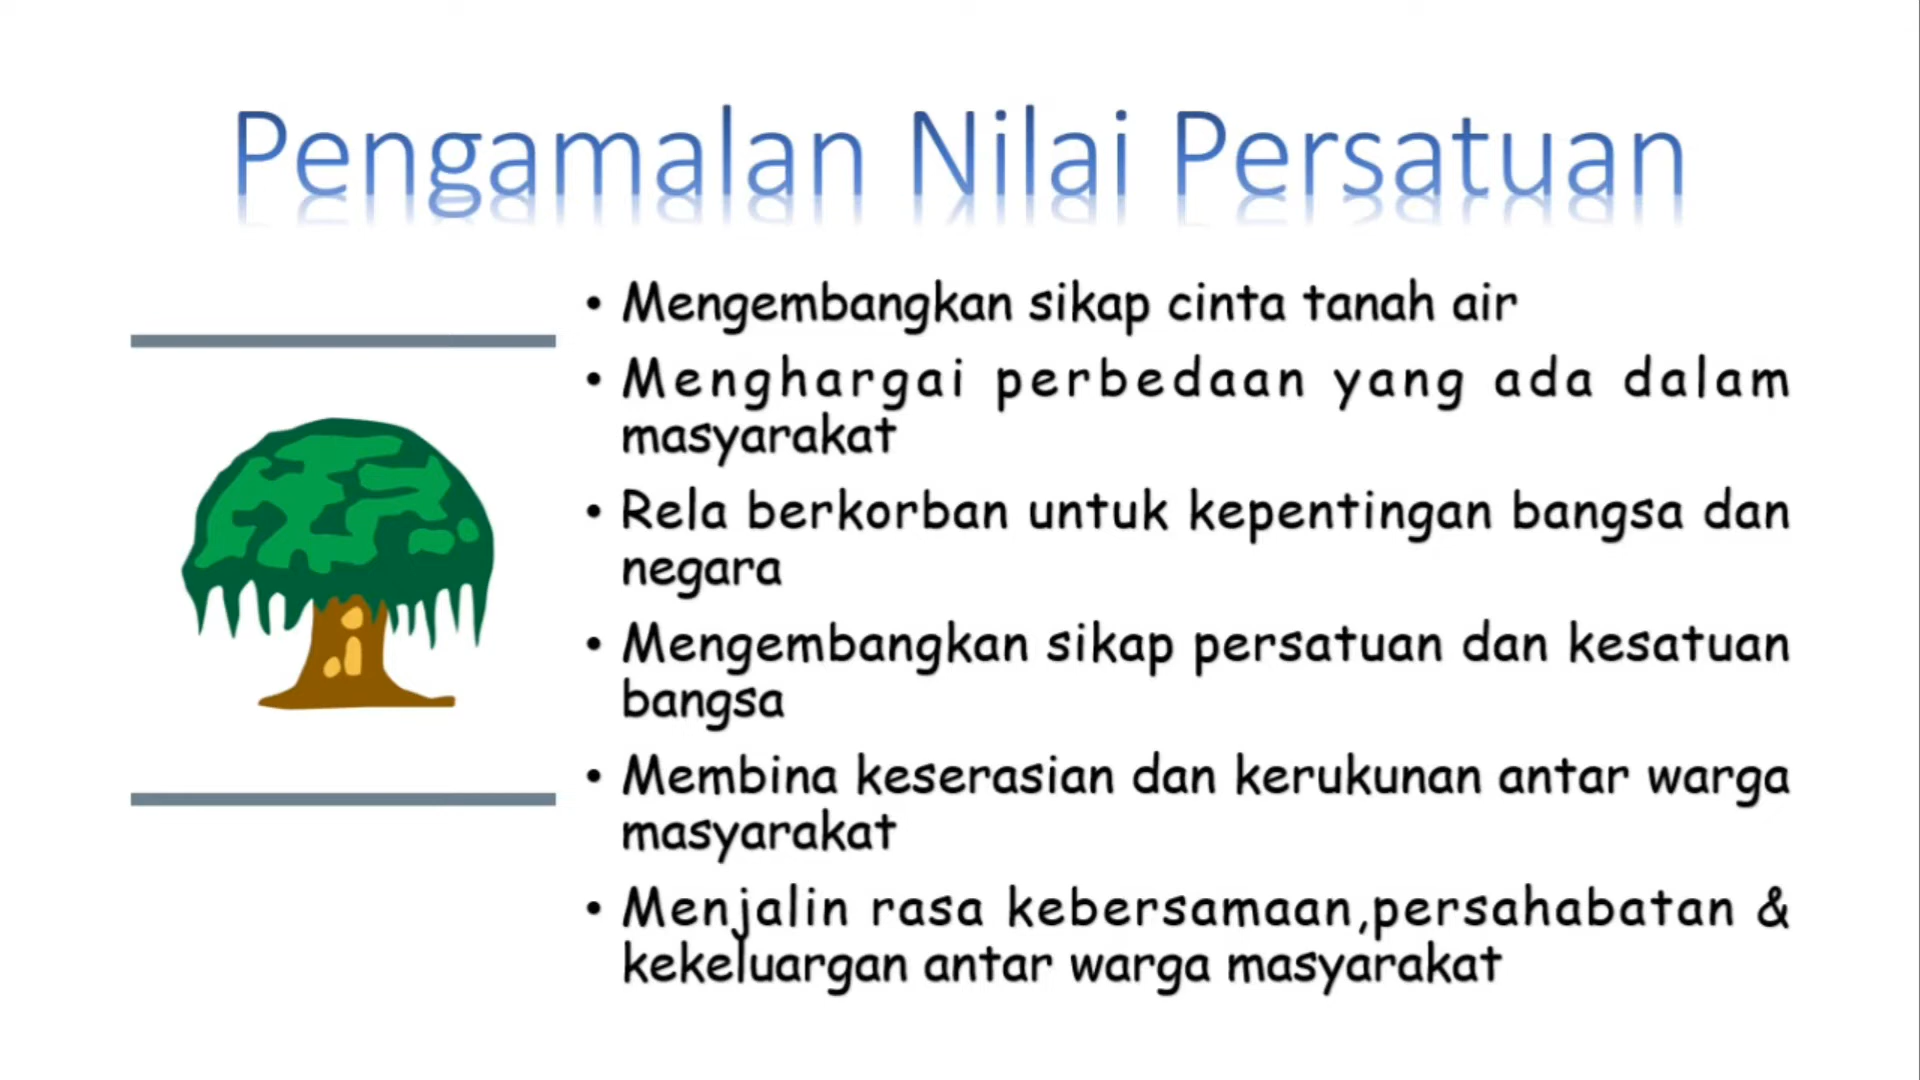 Pengamalan Nilai Persatuan
• Mengembangkan sikap cinta tanah air
• Menghargai perbedaan yang ada dalam
masyarakat
• Rela berkorban untuk kepentingan bangsa dan
negara
• Mengembangkan sikap persatuan dan kesatuan
bangsa
• Membina keserasian dan kerukunan antar warga
masyarakat
• Menjalin rasa kebersamaan,persahabatan &
kekeluargan antar warga masyarakat